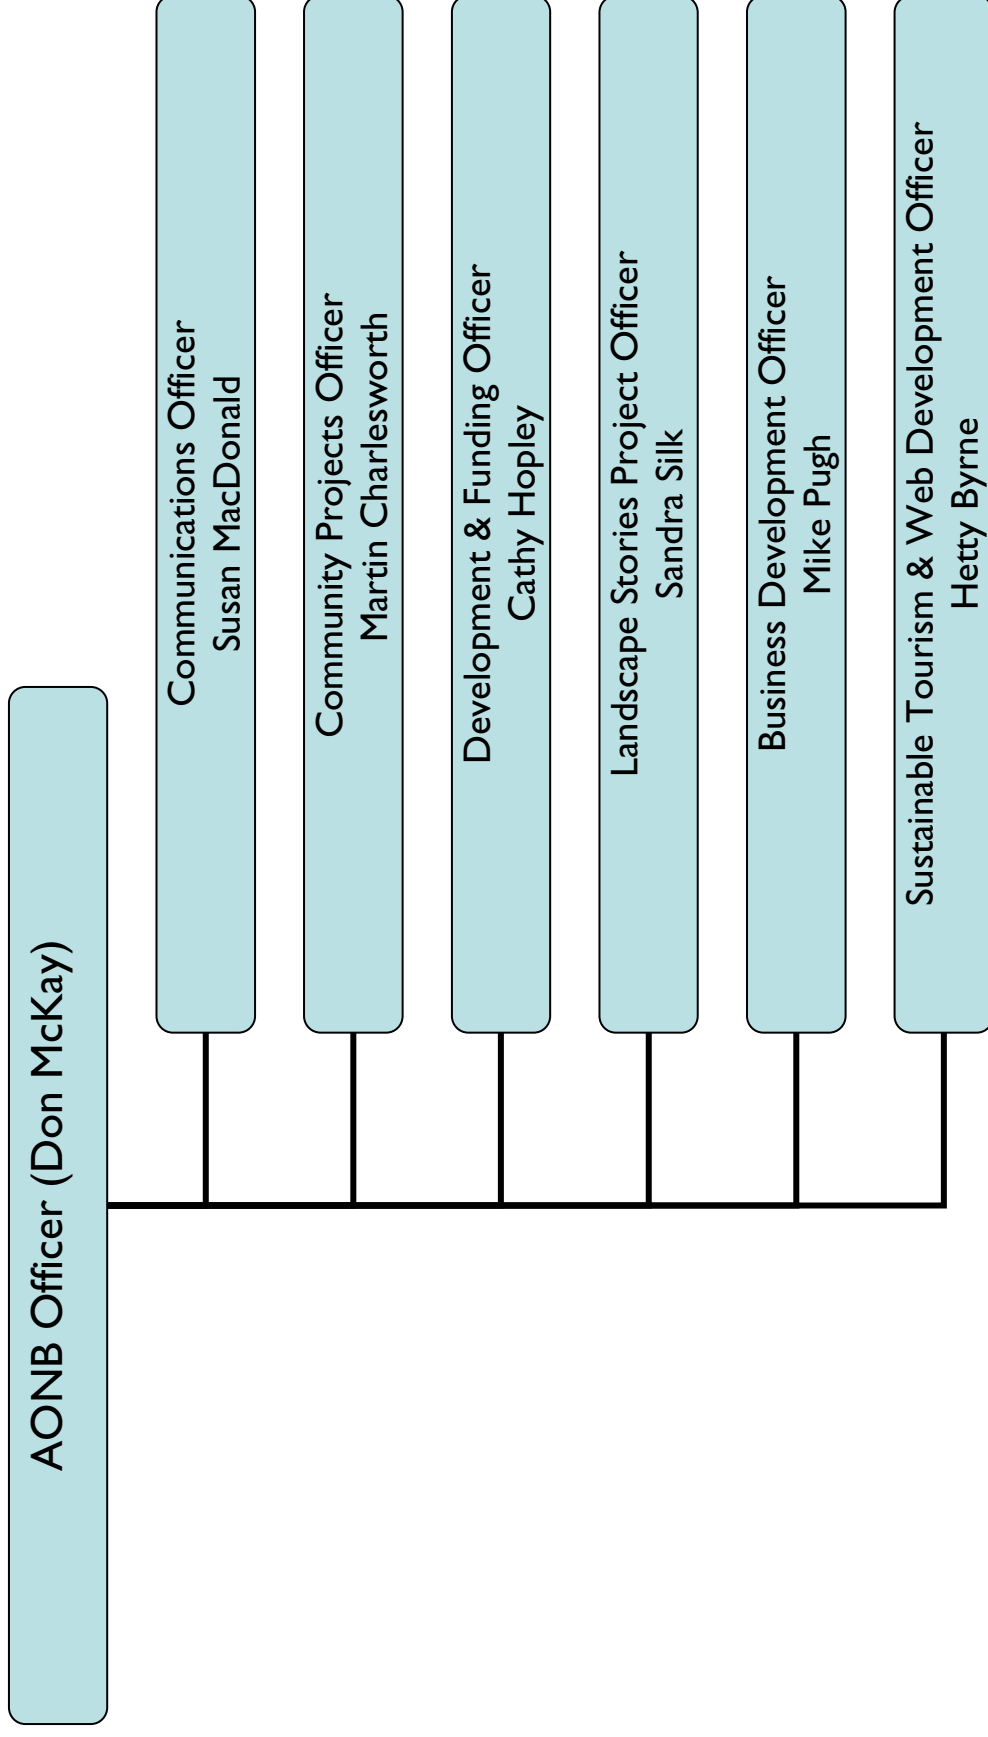 AONB Officer (Don McKay)
Communications Officer
Susan MacDonald
Community Projects Officer
Martin Charlesworth
Development & Funding Officer
Cathy Hopley
Landscape Stories Project Officer
Sandra Silk
Business Development Officer
Mike Pugh
Sustainable Tourism & Web Development Officer
Hetty Byrne